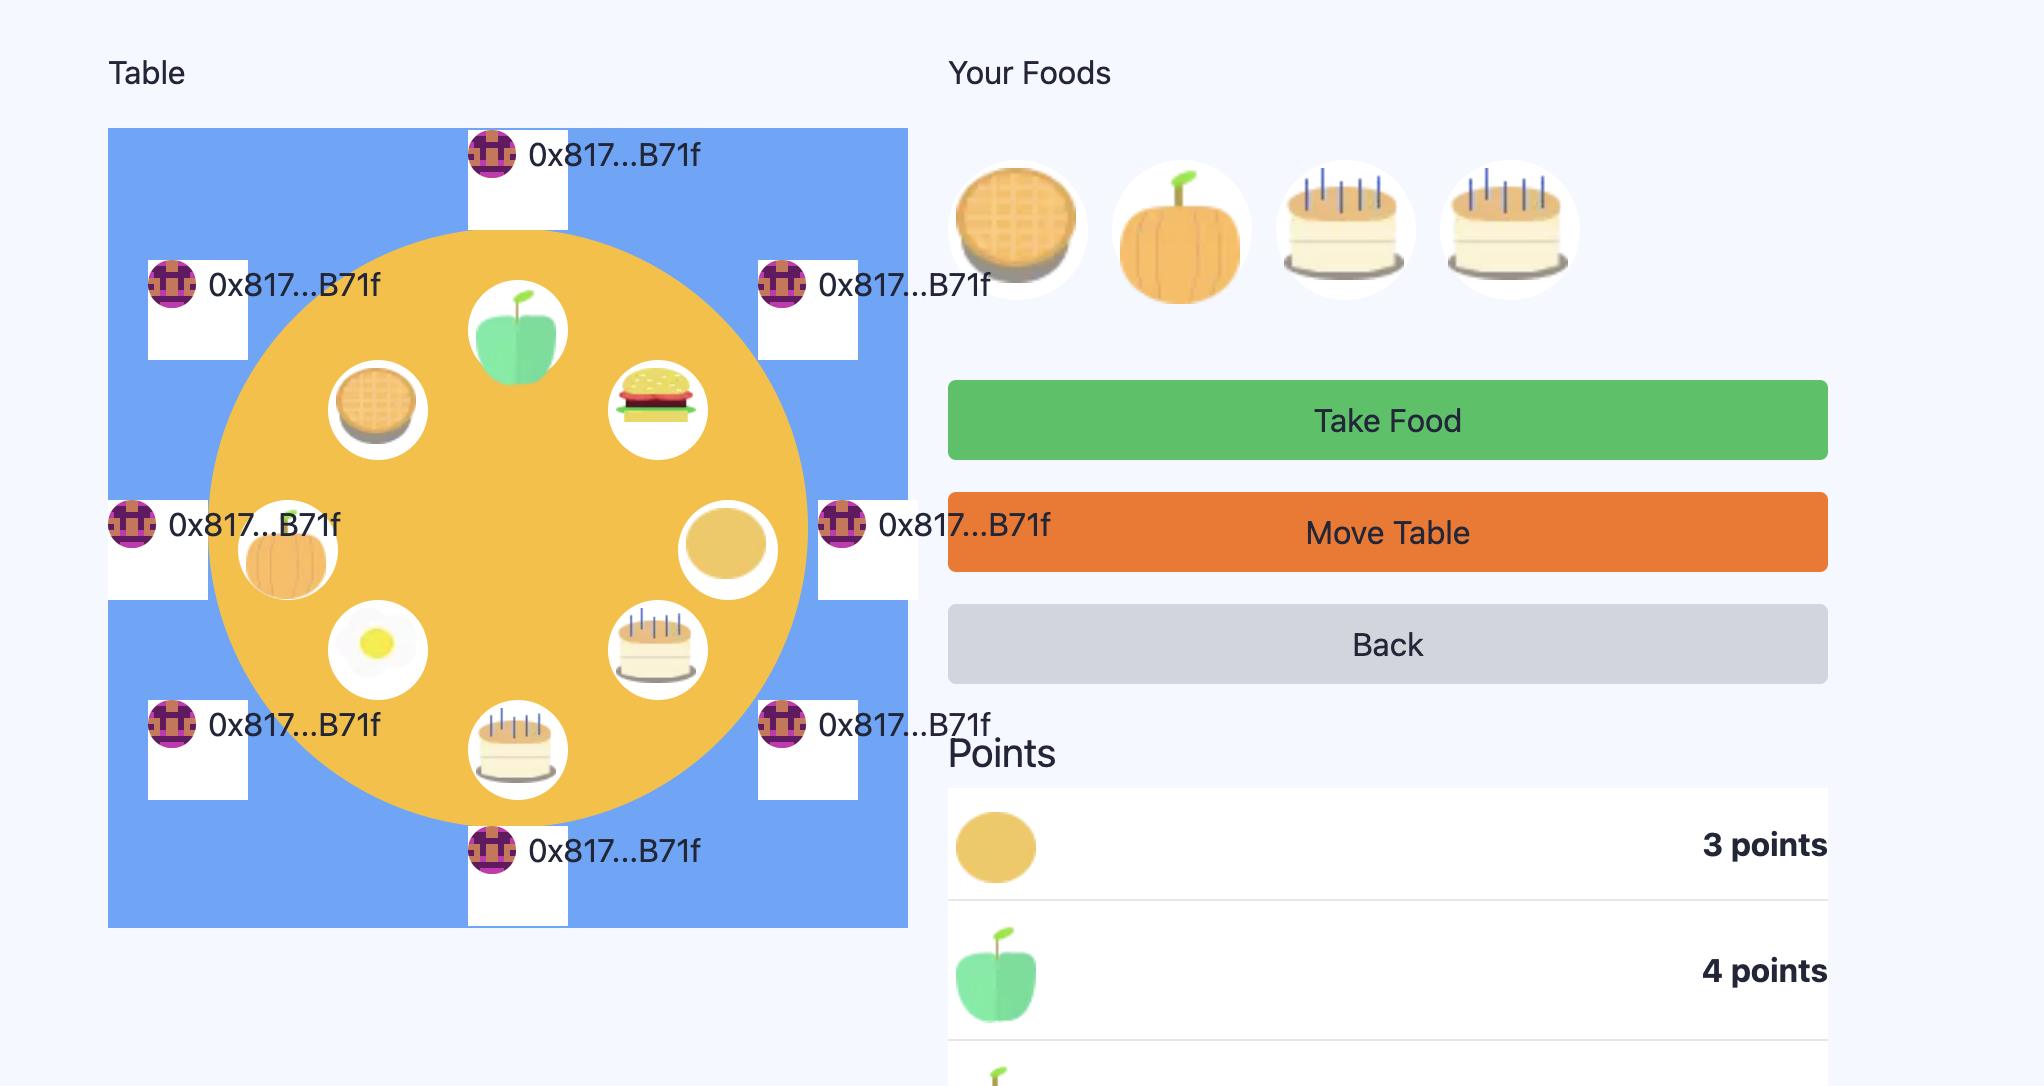 Table
0x817...B71f
0x817...B71f
0x817...B71f
0x817...B71f
0x817...B71f
0x817...B71f
0x817...B71f
0x817...B71f
Your Foods
Take Food
Move Table
Back
Points
3 points
4 points